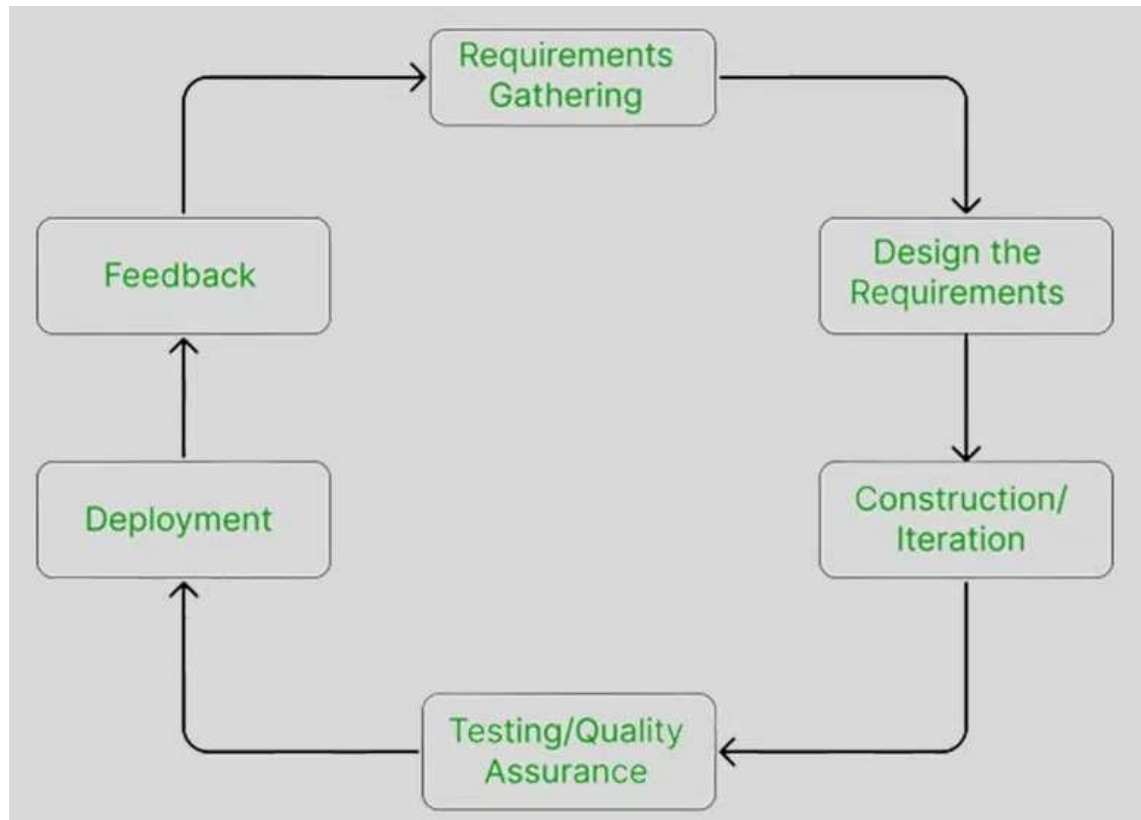 Requirements
Gathering
Design the
Requirements
Construction/
Iteration
Testing/Quality
Assurance
Deployment
Feedback